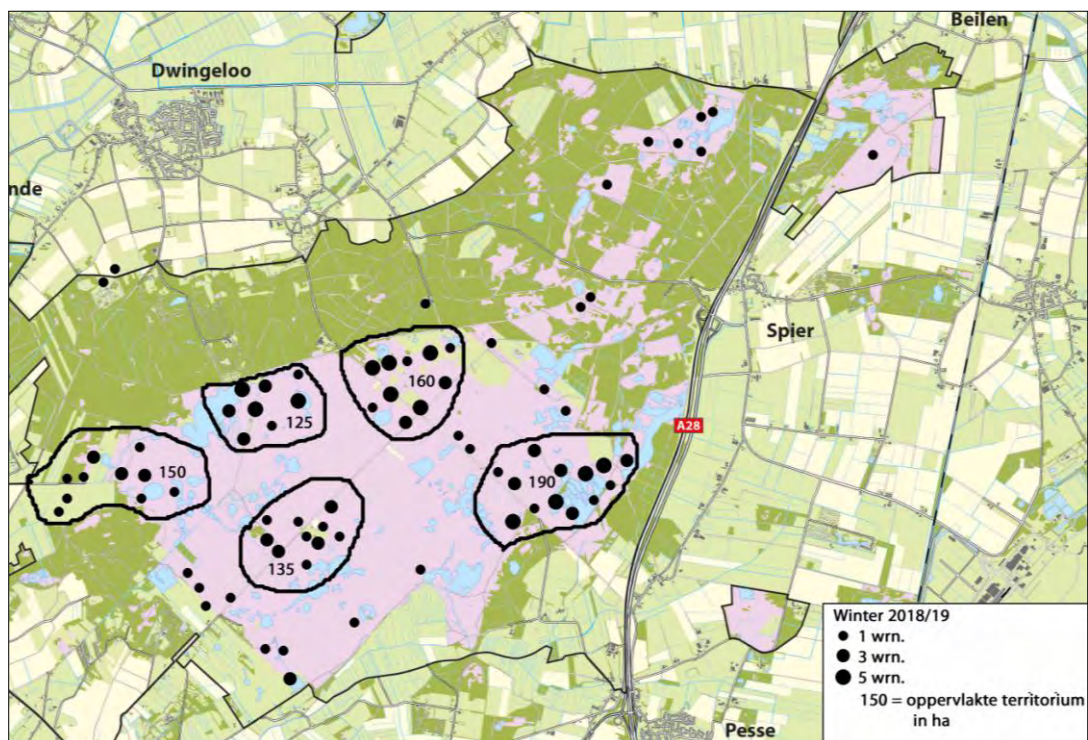 Beilen
Dwingeloo
nde
Spier
160
125
A28
150
190
135
Winter 2018/19
1 wrn.
3 wrn.
5 wrn.
150 = oppervlakte territorium
in ha
Pesse